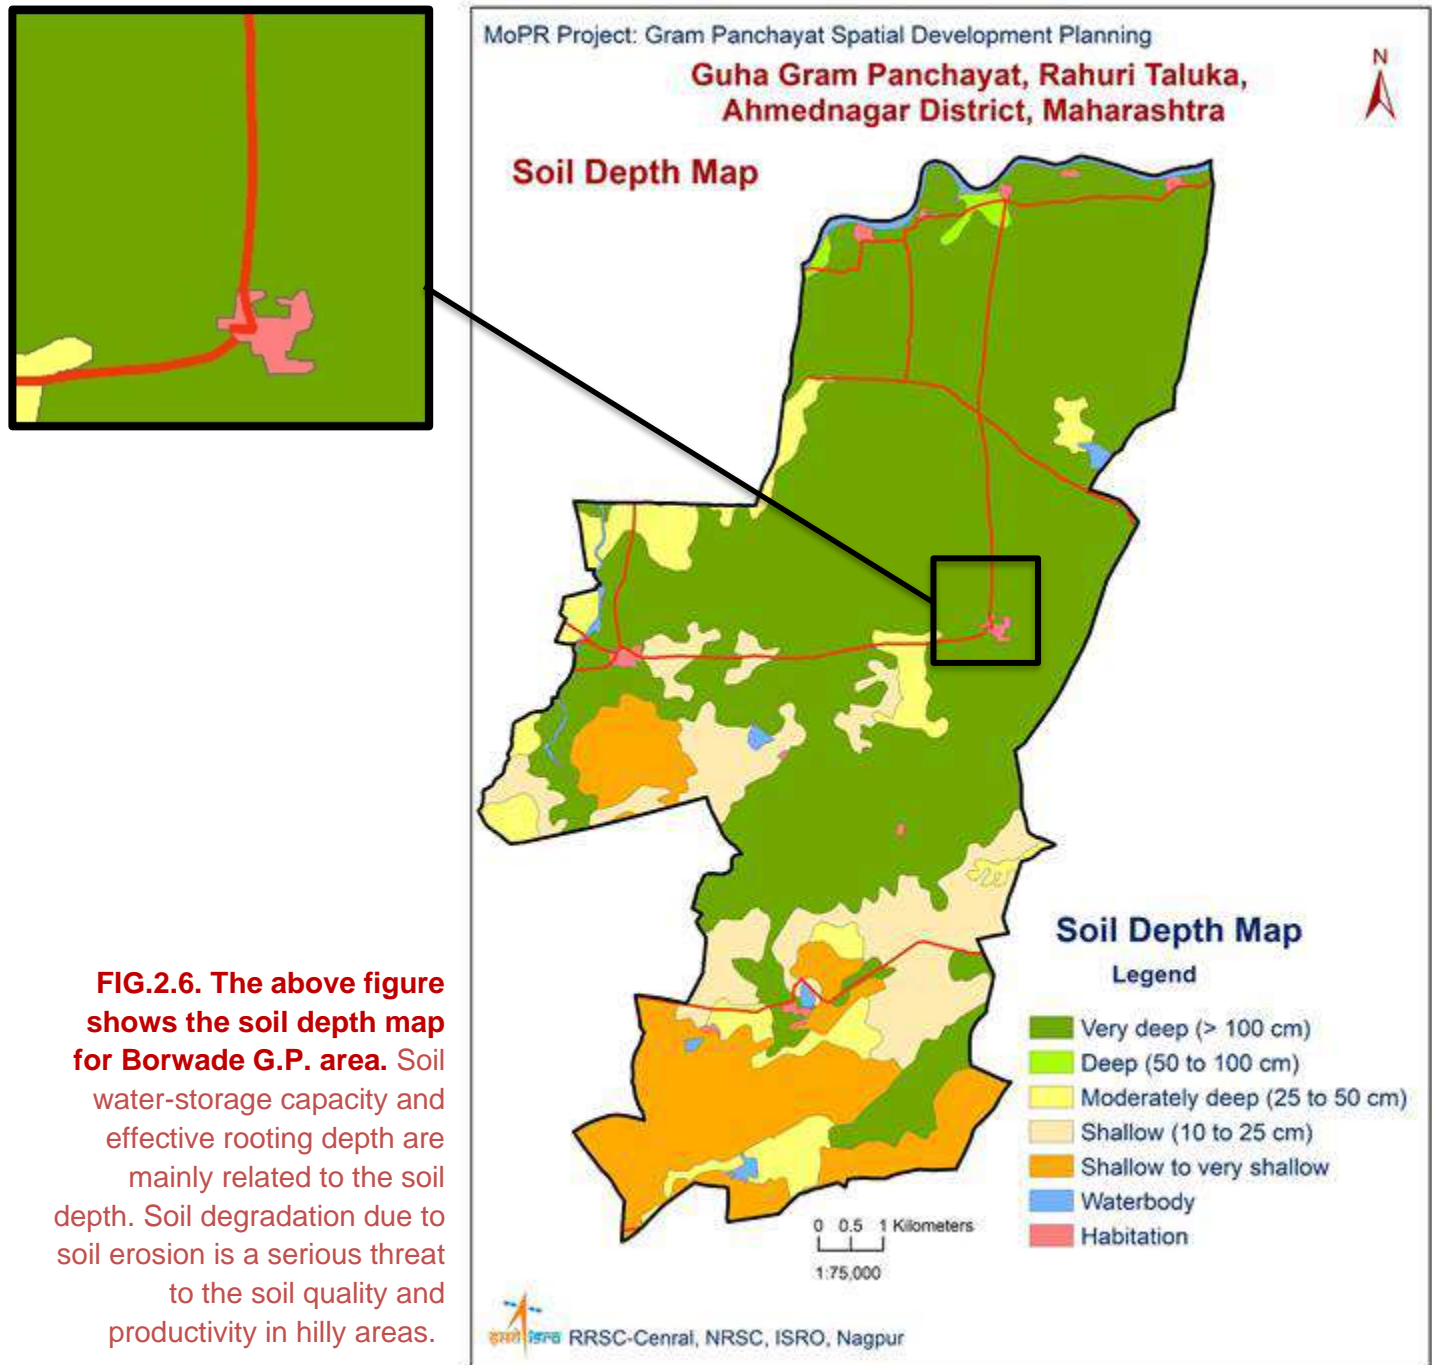 MoPR Project: Gram Panchayat Spatial Development Planning
Guha Gram Panchayat, Rahuri Taluka,
Ahmednagar District, Maharashtra
N
Soil Depth Map
FIG.2.6. The above figure
shows the soil depth map
for Borwade G.P. area. Soil
water-storage capacity and
effective rooting depth are
mainly related to the soil
depth. Soil degradation due to
soil erosion is a serious threat
to the soil quality and
productivity in hilly areas.
Soil Depth Map
Legend
Very deep (> 100 cm)
Deep (50 to 100 cm)
Moderately deep (25 to 50 cm)
Shallow (10 to 25 cm)
Shallow to very shallow
Waterbody
Habitation
0 0.5 1 Kilometers
1:75,000
इसरो isro RRSC-Cenral, NRSC, ISRO, Nagpur